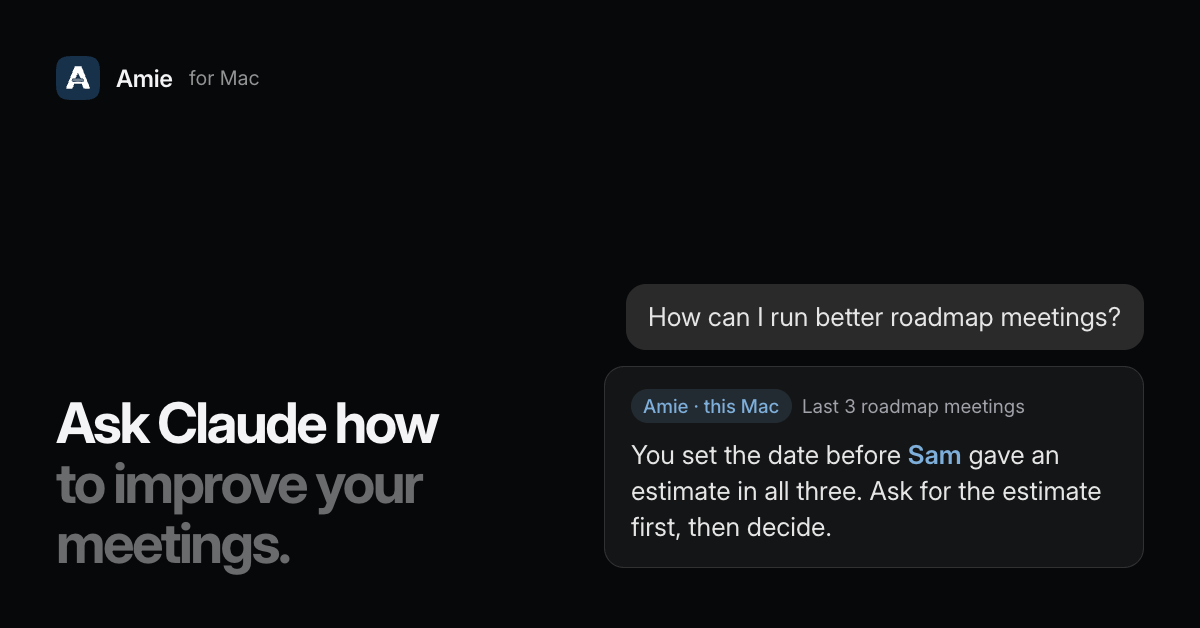 Amie for Mac
How can I run better roadmap meetings?
Amie · this Mac Last 3 roadmap meetings
You set the date before Sam gave an
estimate in all three. Ask for the estimate
first, then decide.
Ask Claude how
to improve your
meetings.